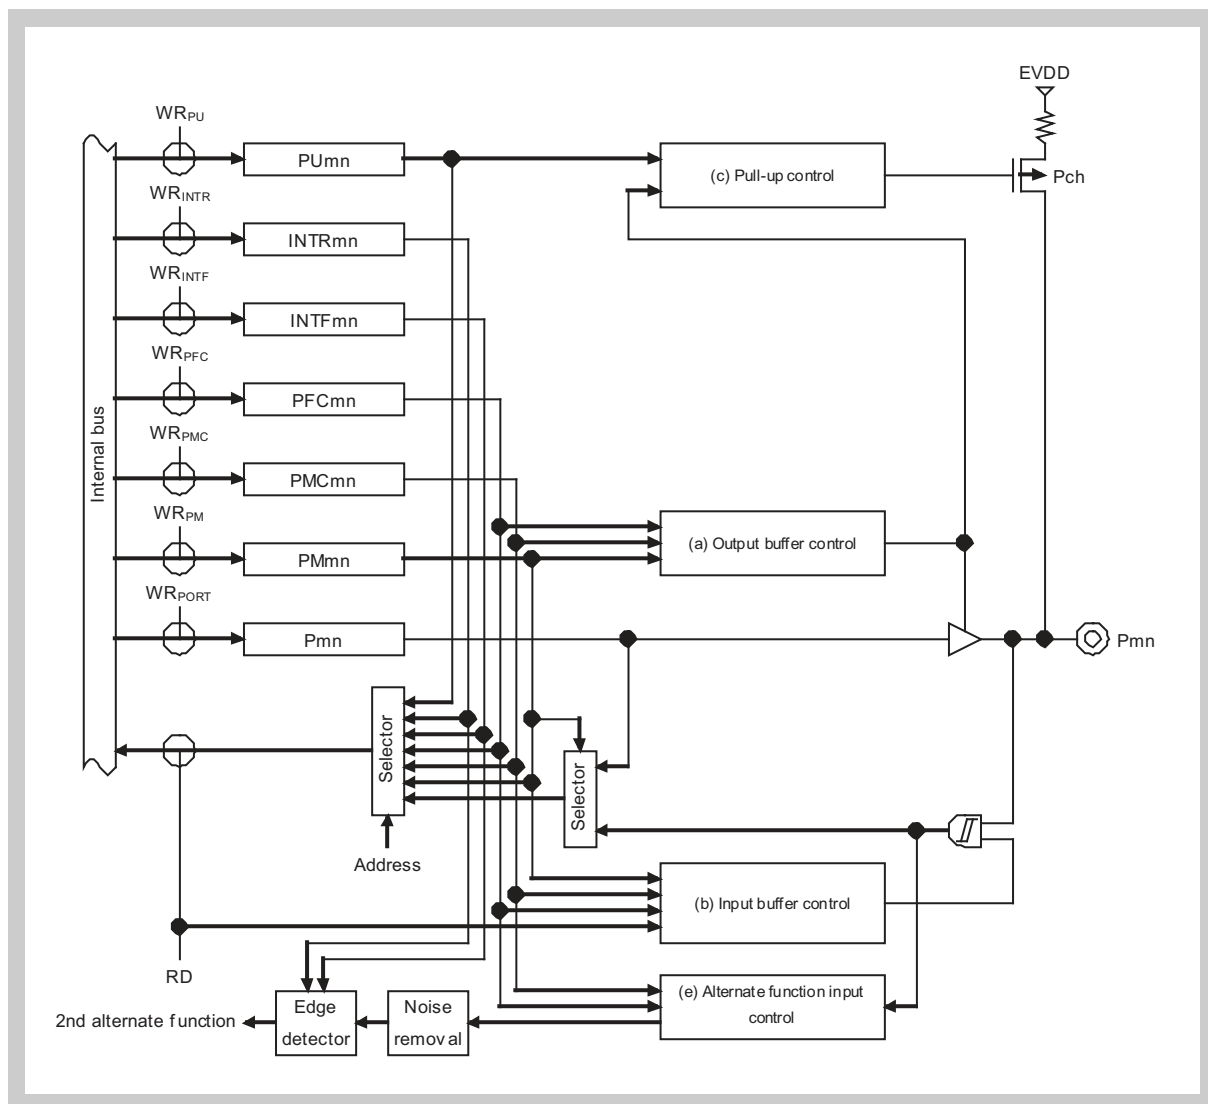 EVDD
WRPU
PUmn
(c) Pull-up control
Pch
WRINTR
INTRmn
WRINTF
INTFmn
WRPFC
PFCmn
Internal bus
WRPMC
PMCmn
WRPM
PMmn
(a) Output buffer control
WRPORT
Pmn
Pmn
Selector
Selector
Address
(b) Input buffer control
RD
(e) Alternate function input
control
Edge
detector
Noise
removal
2nd alternate function